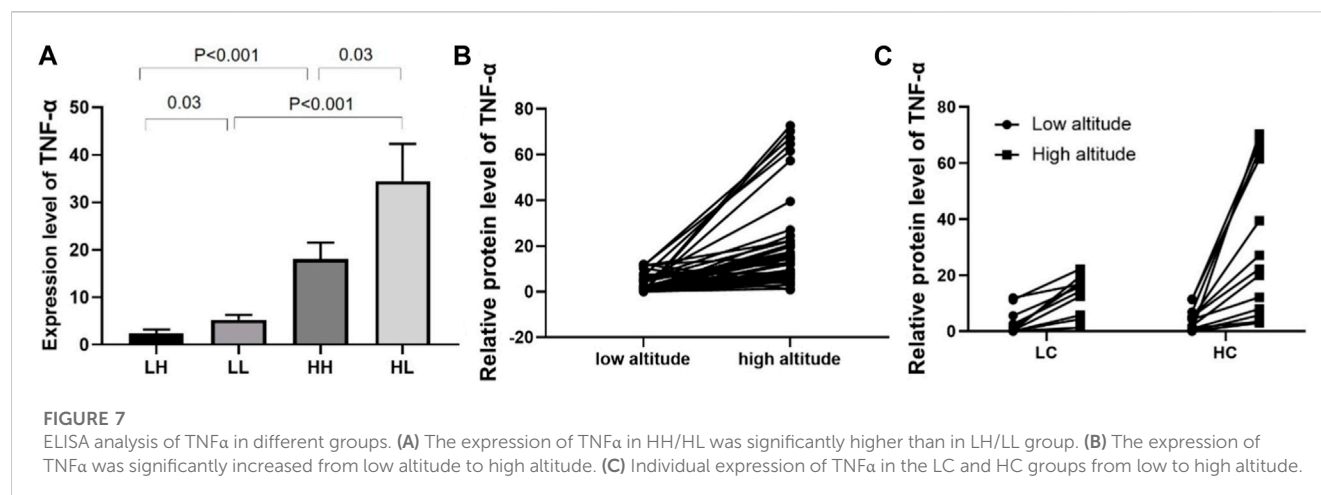 A
P<0.001
0.03
0.03
P<0.001
Expression level of TNF-α
50
40
30
20
10
0
LH
LL
HH
HL
B
Relative protein level of TNF-α
80
60
40
20
0
-20
low altitude
high altitude
C
Relative protein level of TNF-α
80
60
40
20
0
Low altitude
High altitude
LC
HC
FIGURE 7
ELISA analysis of TNFα in different groups. (A) The expression of TNFα in HH/HL was significantly higher than in LH/LL group. (B) The expression of
TNFα was significantly increased from low altitude to high altitude. (C) Individual expression of TNFα in the LC and HC groups from low to high altitude.